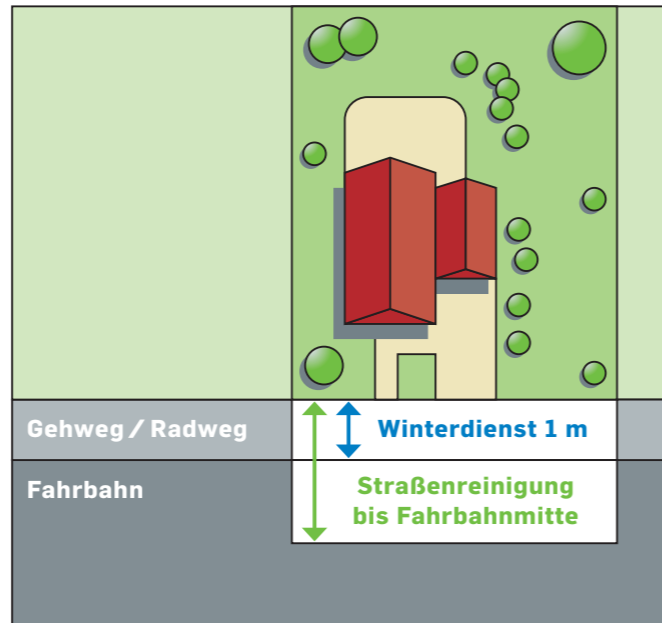 Gehweg / Radweg
Winterdienst 1 m
Fahrbahn
Straßenreinigung
bis Fahrbahnmitte